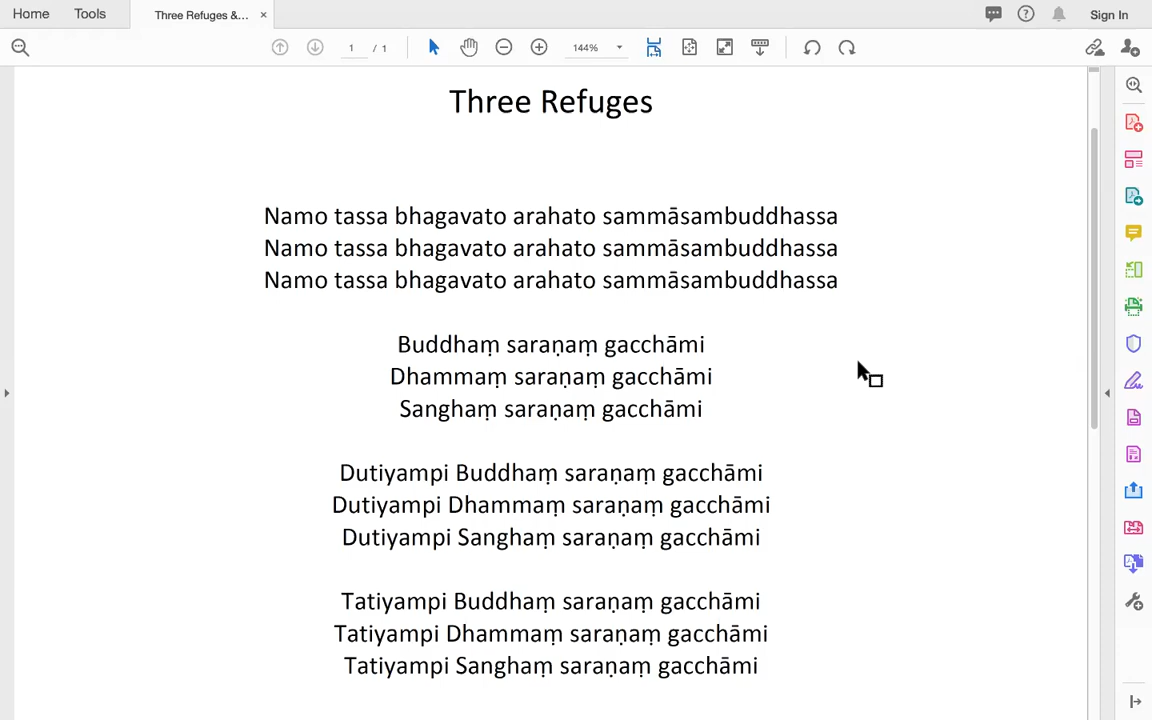 Home Tools Three Refuges &... × Sign In
1 / 1 144%
Three Refuges
Namo tassa bhagavato arahato sammāsambuddhassa
Namo tassa bhagavato arahato sammāsambuddhassa
Namo tassa bhagavato arahato sammāsambuddhassa
Buddhaṃ saraṇaṃ gacchāmi
Dhammaṃ saraṇaṃ gacchāmi
Sanghaṃ saraṇaṃ gacchāmi
Dutiyampi Buddhaṃ saraṇaṃ gacchāmi
Dutiyampi Dhammaṃ saraṇaṃ gacchāmi
Dutiyampi Sanghaṃ saraṇaṃ gacchāmi
Tatiyampi Buddhaṃ saraṇaṃ gacchāmi
Tatiyampi Dhammaṃ saraṇaṃ gacchāmi
Tatiyampi Sanghaṃ saraṇaṃ gacchāmi